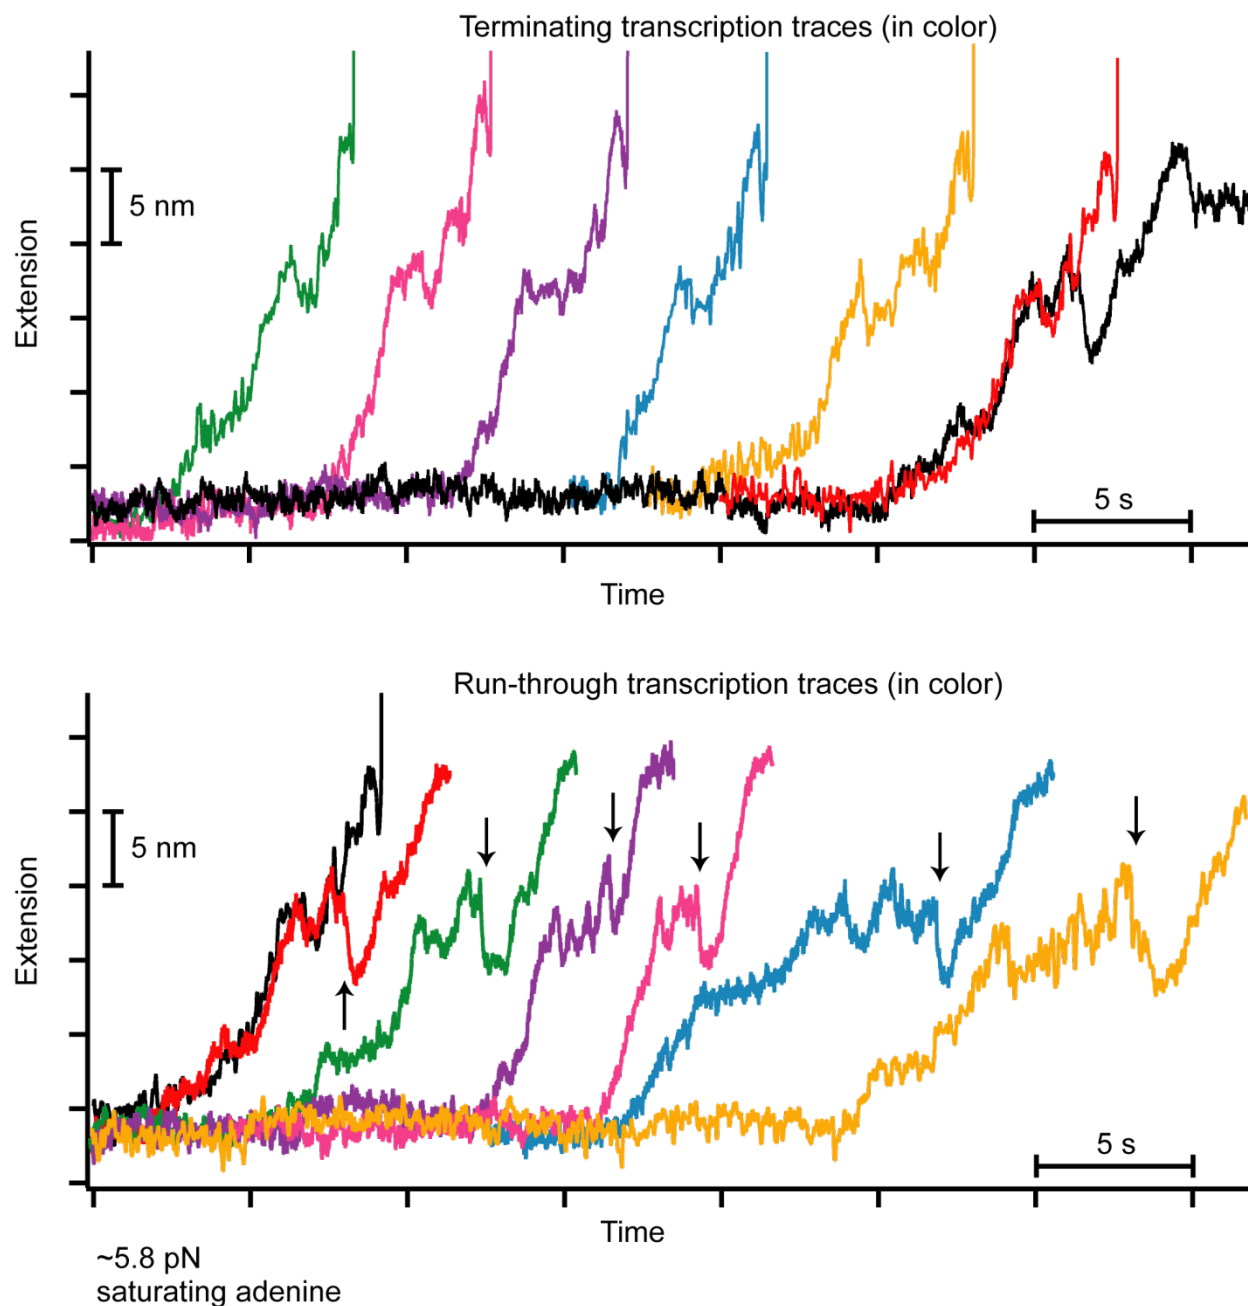 Terminating transcription traces (in color)
5 nm
Extension
5 s
Time
Run-through transcription traces (in color)
5 nm
Extension
5 s
Time
~5.8 pN
saturating adenine